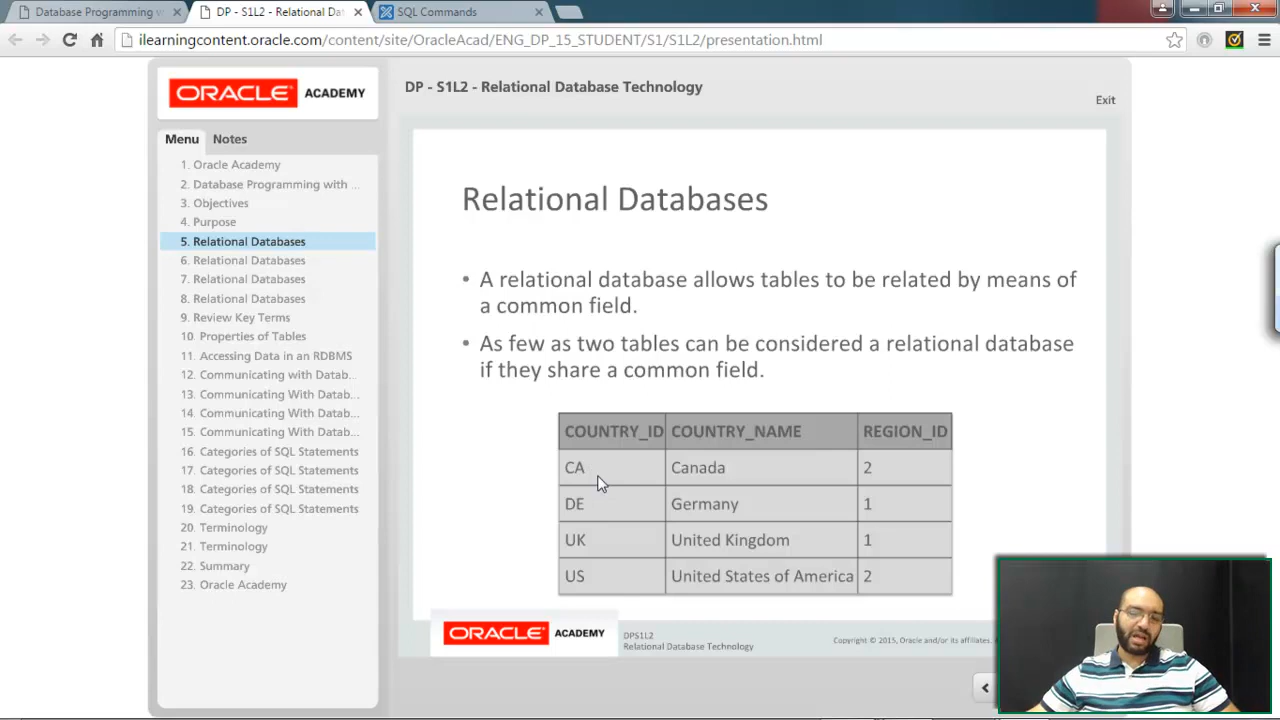 Database Programming w
DP - S1L2 - Relational Da
SQL Commands
ilearningcontent.oracle.com/content/site/OracleAcad/ENG_DP_15_STUDENT/S1/S1L2/presentation.html
ORACLE ACADEMY
DP - S1L2 - Relational Database Technology
Exit
Menu Notes
1. Oracle Academy
2. Database Programming with ...
3. Objectives
4. Purpose
5. Relational Databases
6. Relational Databases
7. Relational Databases
8. Relational Databases
9. Review Key Terms
10. Properties of Tables
11. Accessing Data in an RDBMS
12. Communicating with Datab...
13. Communicating With Datab...
14. Communicating With Datab...
15. Communicating With Datab...
16. Categories of SQL Statements
17. Categories of SQL Statements
18. Categories of SQL Statements
19. Categories of SQL Statements
20. Terminology
21. Terminology
22. Summary
23. Oracle Academy
Relational Databases
• A relational database allows tables to be related by means of
a common field.
• As few as two tables can be considered a relational database
if they share a common field.
COUNTRY_ID COUNTRY_NAME REGION_ID
CA Canada 2
DE Germany 1
UK United Kingdom 1
US United States of America 2
ORACLE ACADEMY
DPS1L2
Relational Database Technology
Copyright © 2015, Oracle and/or its affiliates.